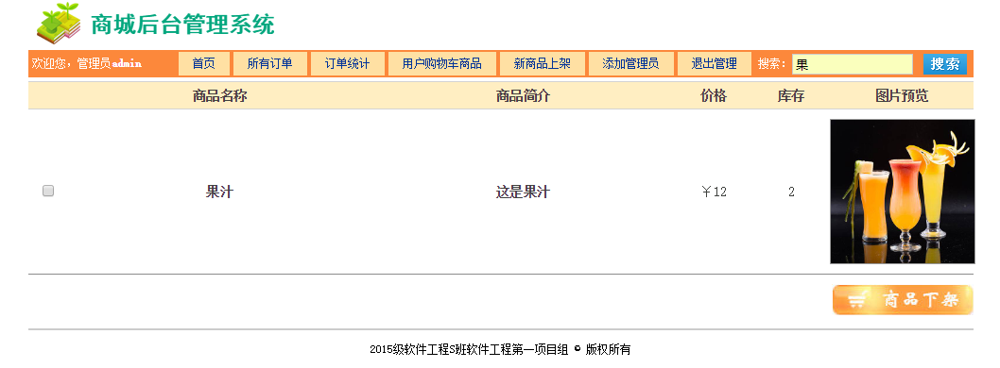 商城后台管理系统
欢迎您，管理员admin 首页 所有订单 订单统计 用户购物车商品 新商品上架 添加管理员 退出管理 搜索： 果 搜索
商品名称 商品简介 价格 库存 图片预览
果汁 这是果汁 ￥12 2
商品下架
2015级软件工程S班软件工程第一项目组 © 版权所有